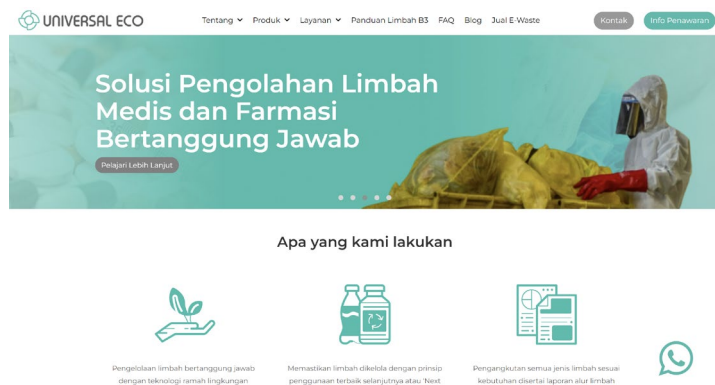 UNIVERSAL ECO
Tentang Produk Layanan Panduan Limbah B3 FAQ Blog Jual E-Waste Kontak Info Penawaran
Solusi Pengolahan Limbah
Medis dan Farmasi
Bertanggung Jawab
Pelajari Lebih Lanjut
Apa yang kami lakukan
Pengelolaan limbah bertanggung jawab
dengan teknologi ramah lingkungan
Memastikan limbah dikelola dengan prinsip
penggunaan terbaik selanjutnya atau 'Next
Pengangkutan semua jenis limbah sesuai
kebutuhan disertai laporan alur limbah